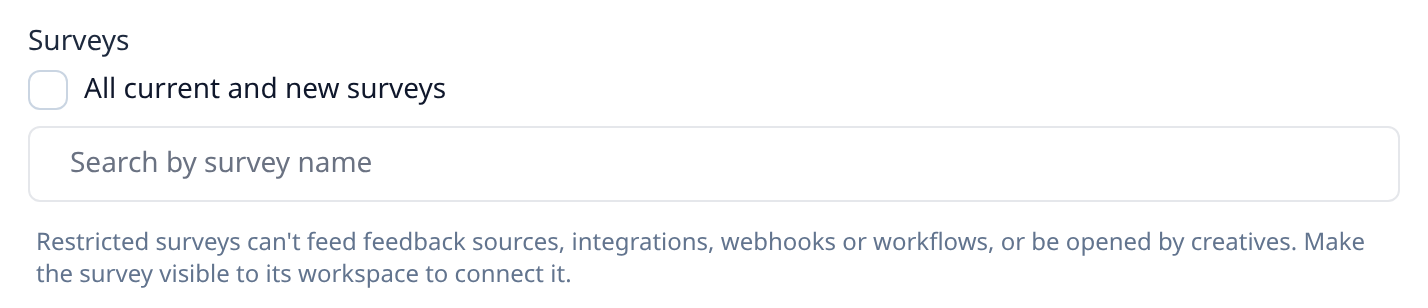 Surveys
All current and new surveys
Search by survey name
Restricted surveys can't feed feedback sources, integrations, webhooks or workflows, or be opened by creatives. Make
the survey visible to its workspace to connect it.